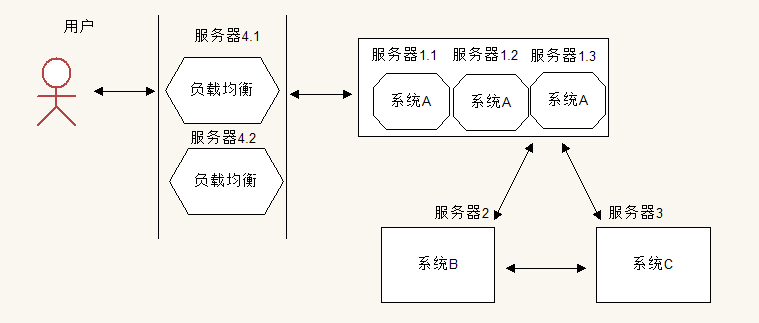 用户
服务器4.1
负载均衡
服务器4.2
负载均衡
服务器1.1 服务器1.2 服务器1.3
系统A 系统A 系统A
服务器2 服务器3
系统B 系统C